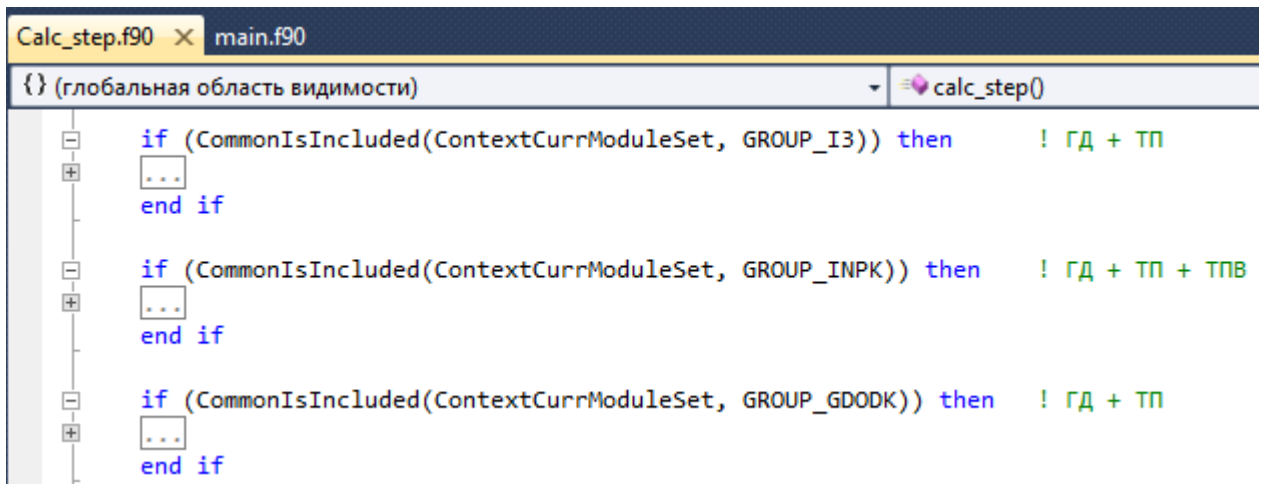 Calc_step.f90 × main.f90
{} (глобальная область видимости) calc_step()
if (CommonIsIncluded(ContextCurrModuleSet, GROUP_I3)) then ! ГД + ТП
...
end if
if (CommonIsIncluded(ContextCurrModuleSet, GROUP_INPK)) then ! ГД + ТП + ТПВ
...
end if
if (CommonIsIncluded(ContextCurrModuleSet, GROUP_GDODK)) then ! ГД + ТП
...
end if